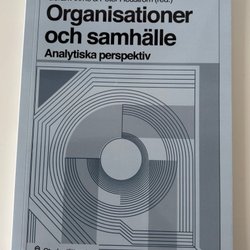 Organisationer
och samhälle
Analytiska perspektiv